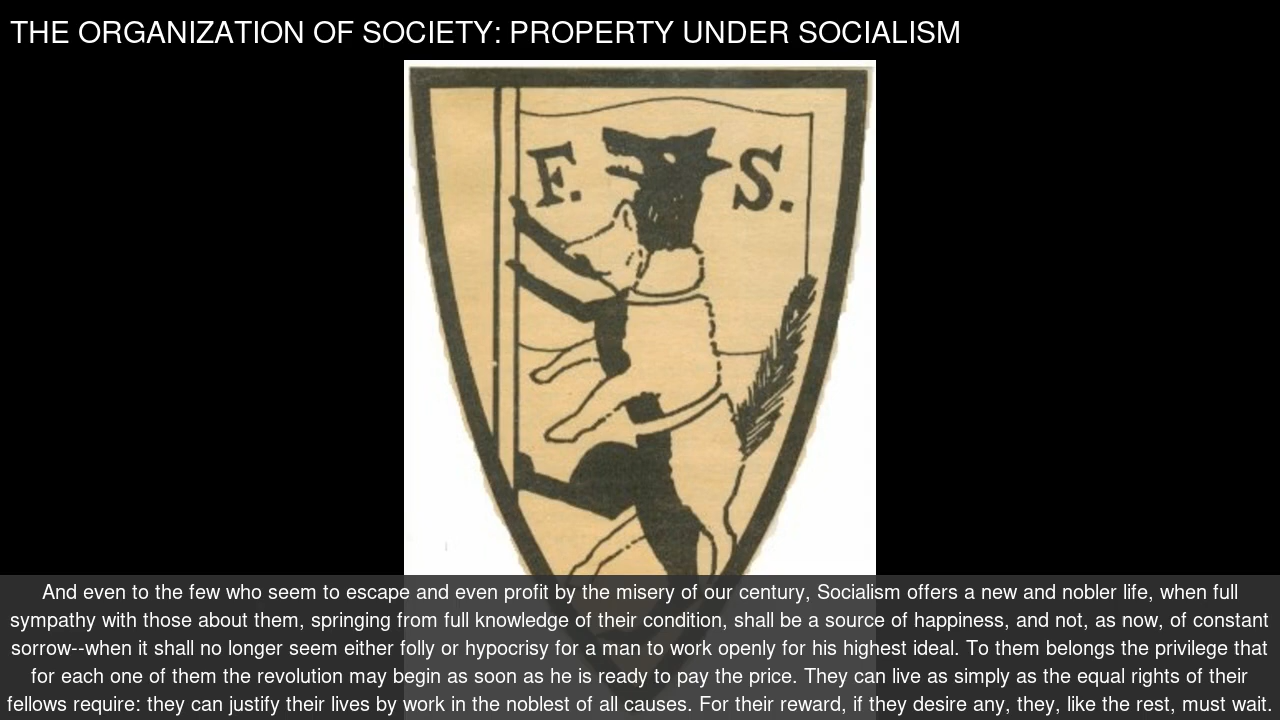 THE ORGANIZATION OF SOCIETY: PROPERTY UNDER SOCIALISM
F. S.
And even to the few who seem to escape and even profit by the misery of our century, Socialism offers a new and nobler life, when full
sympathy with those about them, springing from full knowledge of their condition, shall be a source of happiness, and not, as now, of constant
sorrow--when it shall no longer seem either folly or hypocrisy for a man to work openly for his highest ideal. To them belongs the privilege that
for each one of them the revolution may begin as soon as he is ready to pay the price. They can live as simply as the equal rights of their
fellows require: they can justify their lives by work in the noblest of all causes. For their reward, if they desire any, they, like the rest, must wait.